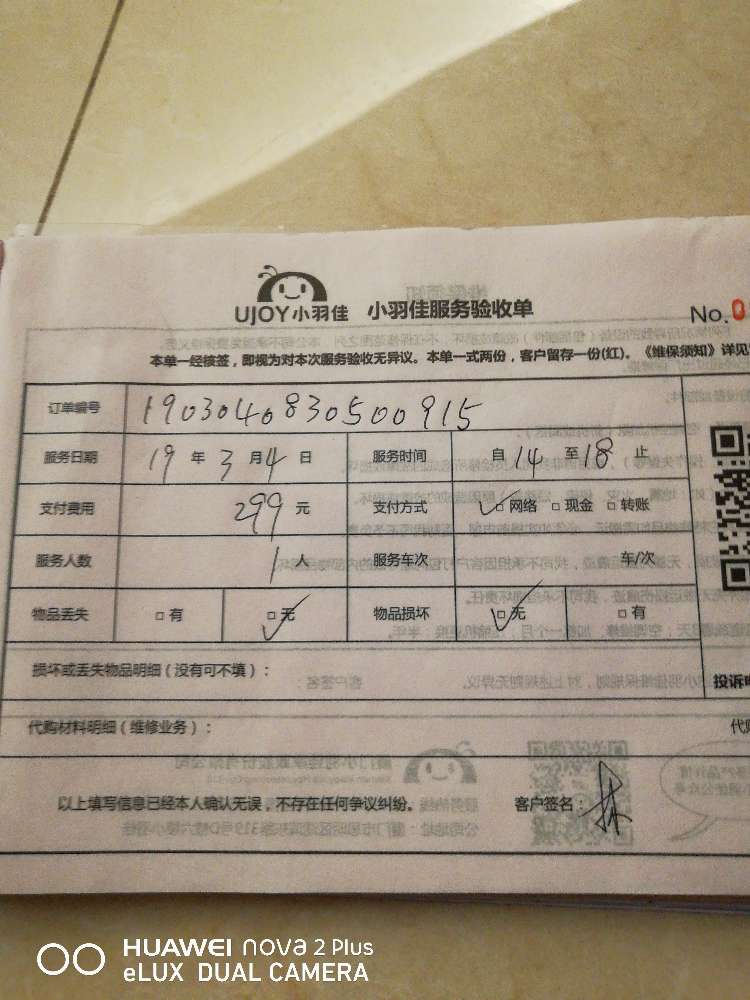 UJOY小羽佳 小羽佳服务验收单 No.0
本单一经核签，即视为对本次服务验收无异议。本单一式两份，客户留存一份(红)。《维保须知》详见
订单编号 1903040830500915
服务日期 19 年 3 月 4 日 服务时间 自 14 至 18 止
支付费用 299 元 支付方式 ☑网络 □现金 □转账
服务人数 1 人 服务车次 车/次
物品丢失 □有 ☑无 物品损坏 ☑无 □有
损坏或丢失物品明细(没有可不填)：
投诉
代购材料明细(维修业务)：
代购
以上填写信息已经本人确认无误，不存在任何争议纠纷。 客户签名：林
HUAWEI nova 2 Plus
eLUX DUAL CAMERA